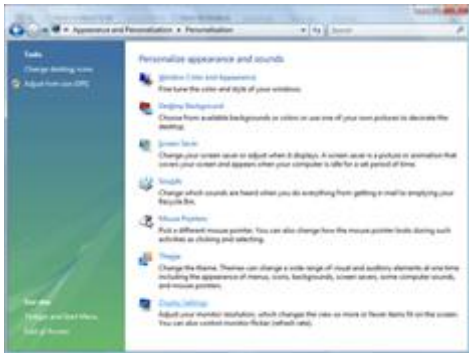 Appearance and Personalization ▸ Personalization
Search
Tasks
Change desktop icons
Adjust font size (DPI)
Personalize appearance and sounds
Window Color and Appearance
Fine tune the color and style of your windows.
Desktop Background
Choose from available backgrounds or colors or use one of your own pictures to decorate the
desktop.
Screen Saver
Change your screen saver or adjust when it displays. A screen saver is a picture or animation that
covers your screen and appears when your computer is idle for a set period of time.
Sounds
Change which sounds are heard when you do everything from getting e-mail to emptying your
Recycle Bin.
Mouse Pointers
Pick a different mouse pointer. You can also change how the mouse pointer looks during such
activities as clicking and selecting.
Theme
Change the theme. Themes can change a wide range of visual and auditory elements at one time
including the appearance of menus, icons, backgrounds, screen savers, some computer sounds,
and mouse pointers.
Display Settings
Adjust your monitor resolution, which changes the view so more or fewer items fit on the screen.
You can also control monitor flicker (refresh rate).
See also
Taskbar and Start Menu
Ease of Access